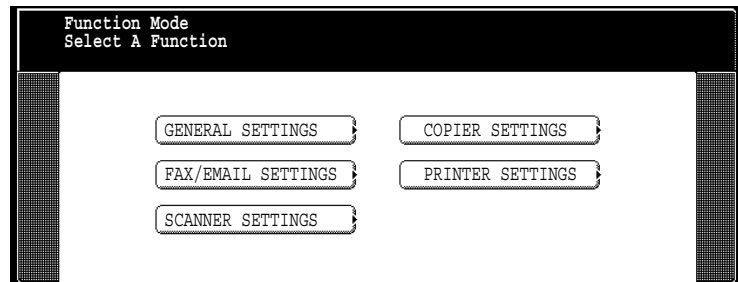 Function Mode
Select A Function
GENERAL SETTINGS
COPIER SETTINGS
FAX/EMAIL SETTINGS
PRINTER SETTINGS
SCANNER SETTINGS